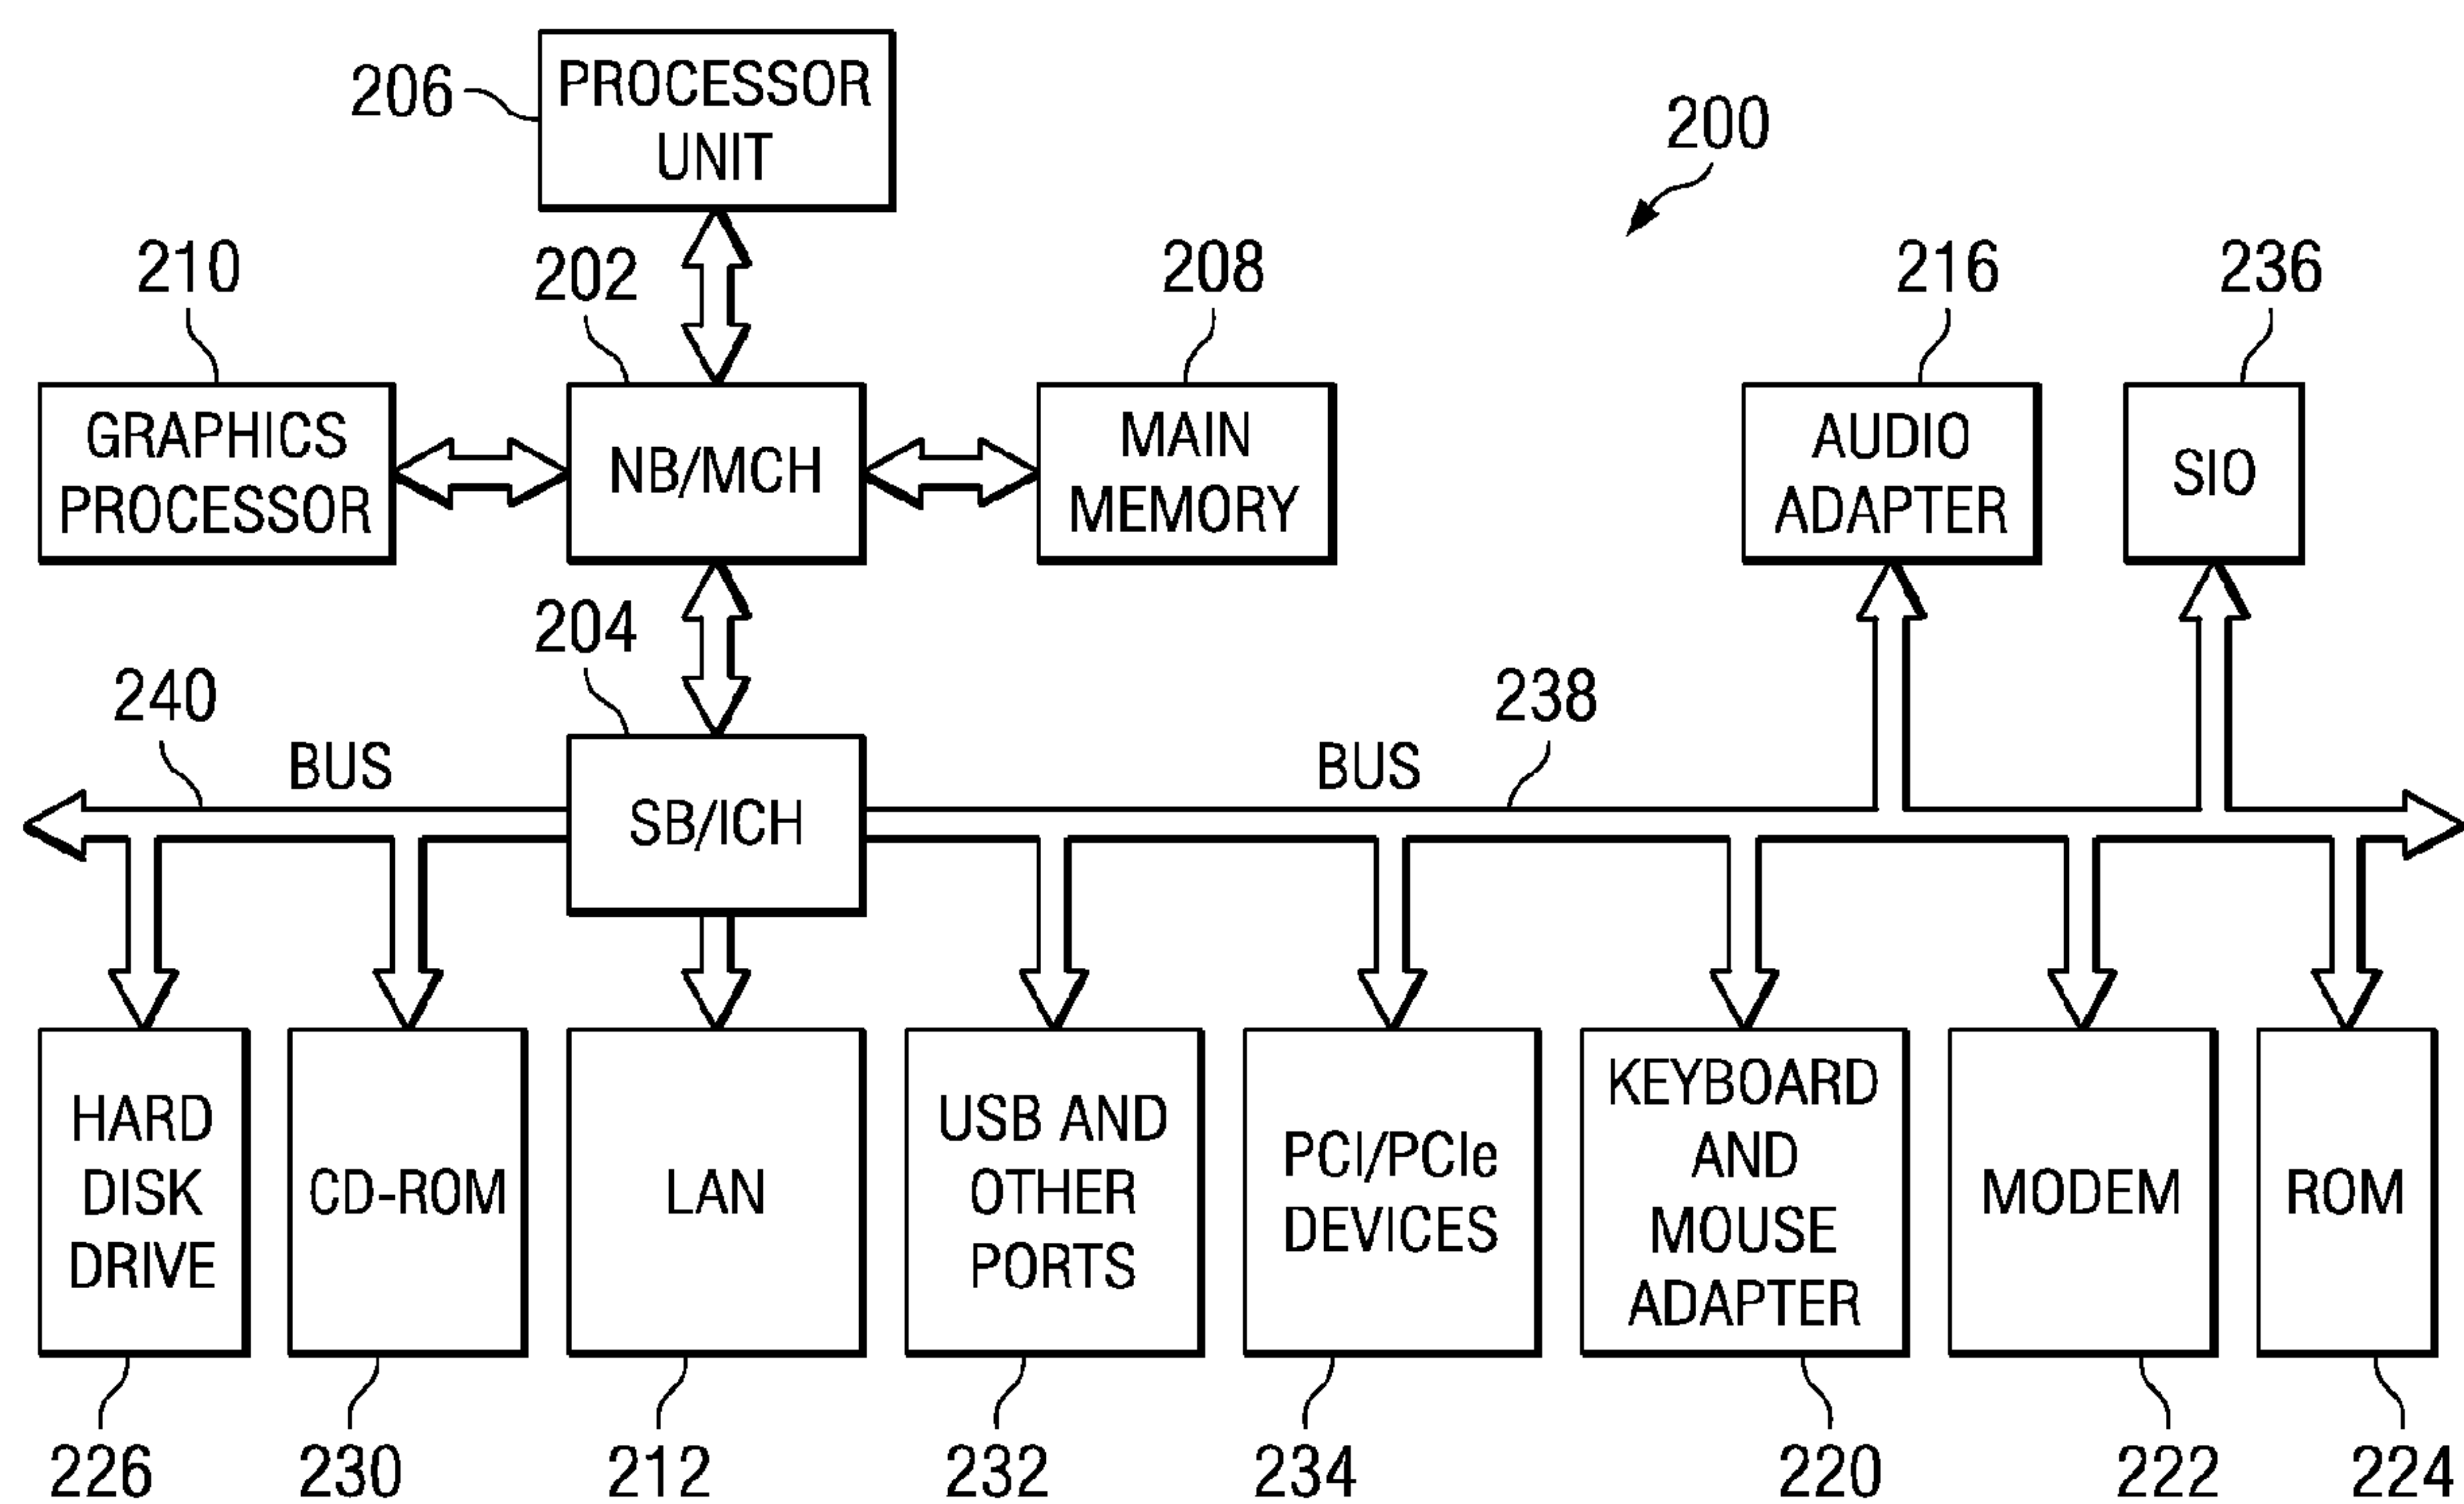 206
PROCESSOR
UNIT
200
210
202
208
216
236
GRAPHICS
PROCESSOR
NB/MCH
MAIN
MEMORY
AUDIO
ADAPTER
SIO
204
240
BUS
238
BUS
SB/ICH
HARD
DISK
DRIVE
CD-ROM
LAN
USB AND
OTHER
PORTS
PCI/PCIe
DEVICES
KEYBOARD
AND
MOUSE
ADAPTER
MODEM
ROM
226
230
212
232
234
220
222
224